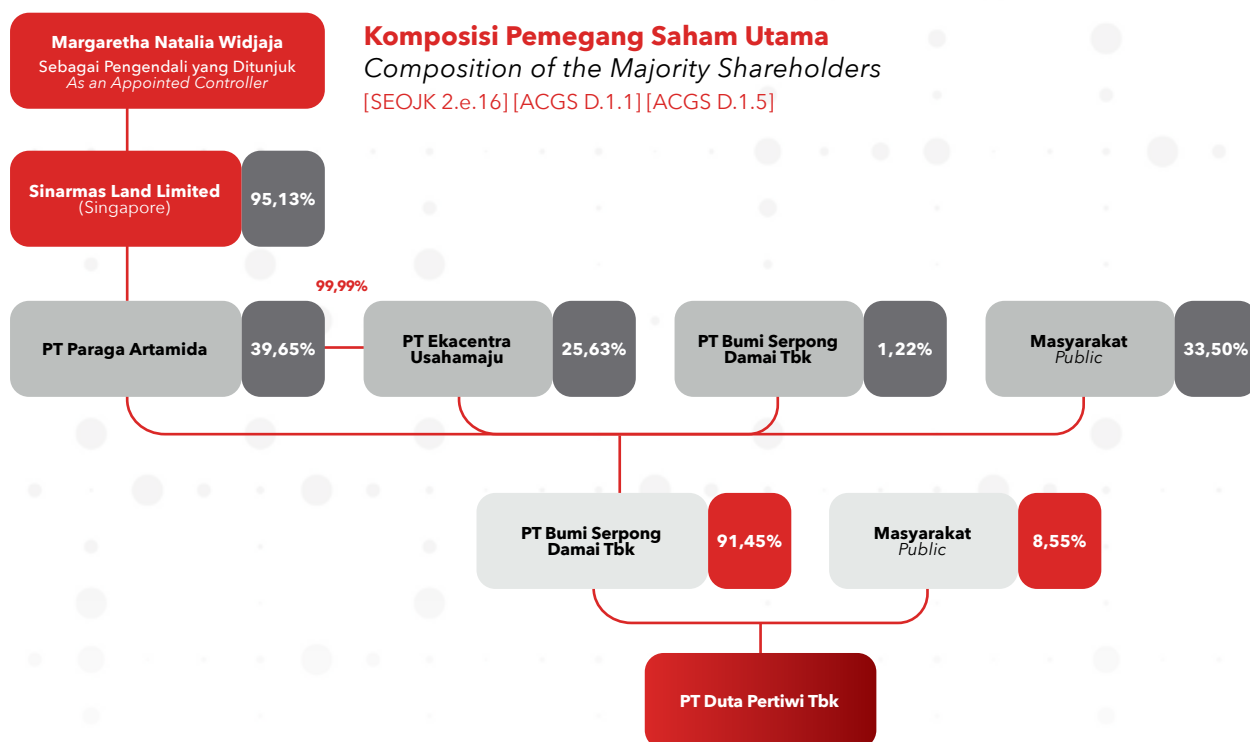 Margaretha Natalia Widjaja
Sebagai Pengendali yang Ditunjuk
As an Appointed Controller
Komposisi Pemegang Saham Utama
Composition of the Majority Shareholders
[SEOJK 2.e.16] [ACGS D.1.1] [ACGS D.1.5]
Sinarmas Land Limited
(Singapore)
95,13%
99,99%
PT Paraga Artamida
39,65%
PT Ekacentra
Usahamaju
25,63%
PT Bumi Serpong
Damai Tbk
1,22%
Masyarakat
Public
33,50%
PT Bumi Serpong
Damai Tbk
91,45%
Masyarakat
Public
8,55%
PT Duta Pertiwi Tbk